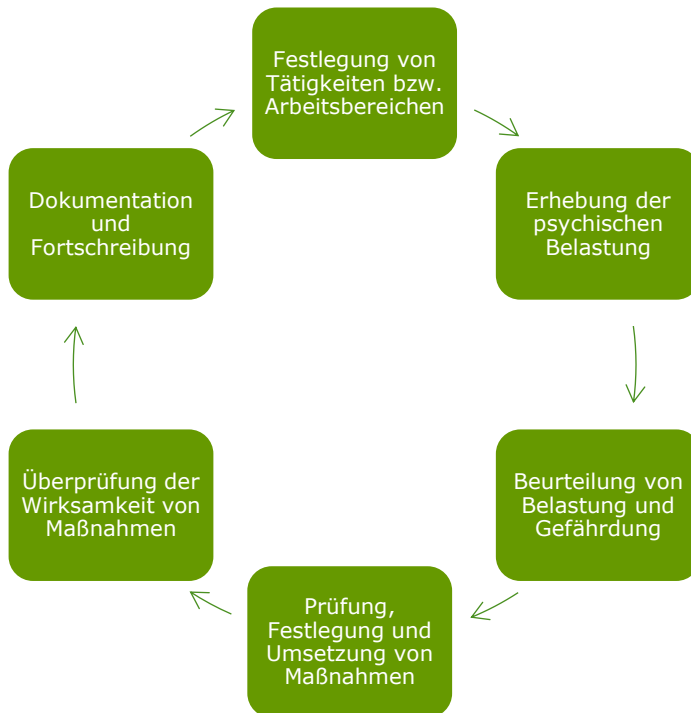 Festlegung von
Tätigkeiten bzw.
Arbeitsbereichen
Erhebung der
psychischen
Belastung
Beurteilung von
Belastung und
Gefährdung
Prüfung,
Festlegung und
Umsetzung von
Maßnahmen
Überprüfung der
Wirksamkeit von
Maßnahmen
Dokumentation
und
Fortschreibung